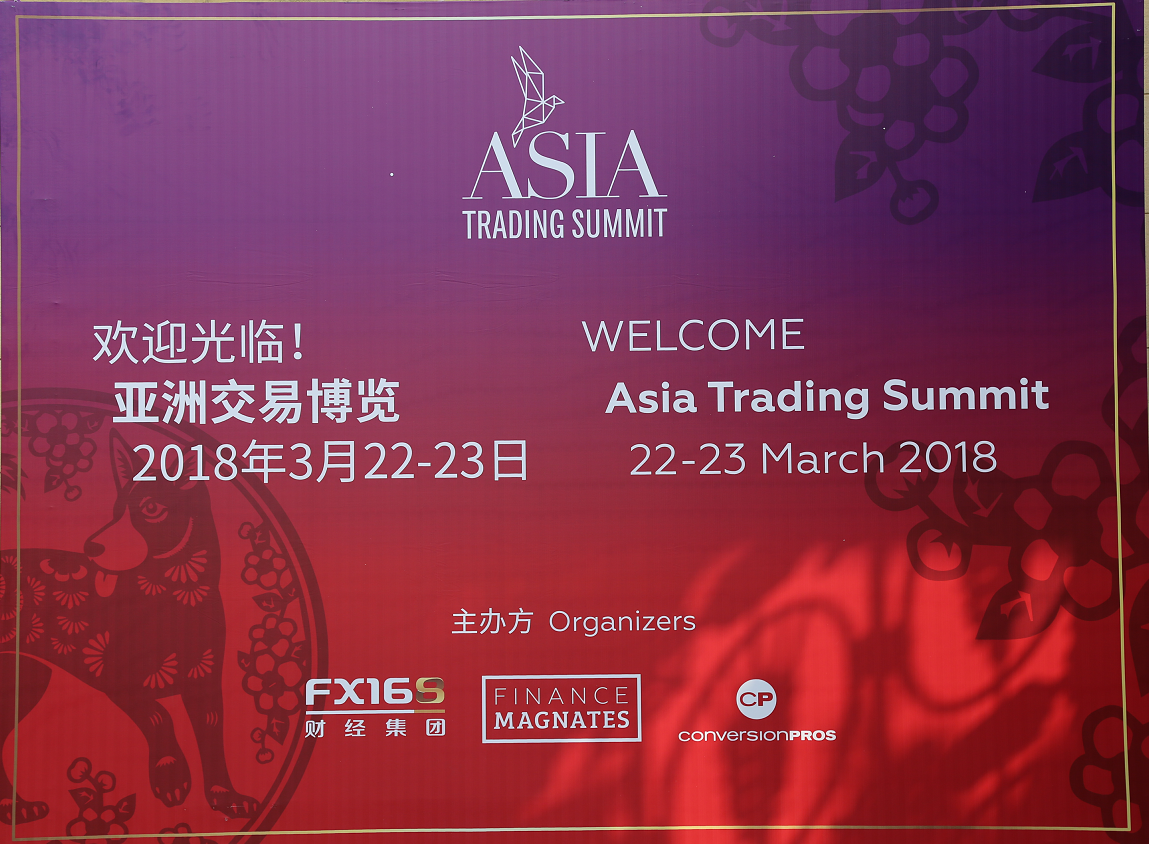 ASIA
TRADING SUMMIT
欢迎光临！
亚洲交易博览
2018年3月22-23日
WELCOME
Asia Trading Summit
22-23 March 2018
主办方 Organizers
FX168
财经集团
FINANCE
MAGNATES
CP
conversionPROS